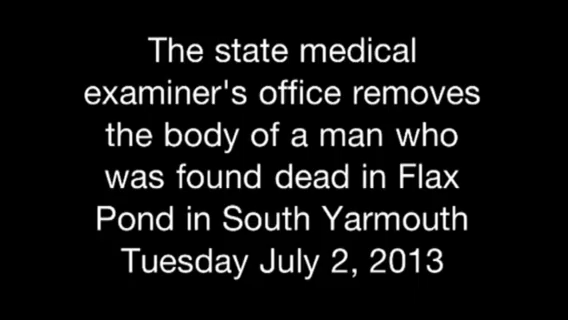 The state medical
examiner's office removes
the body of a man who
was found dead in Flax
Pond in South Yarmouth
Tuesday July 2, 2013